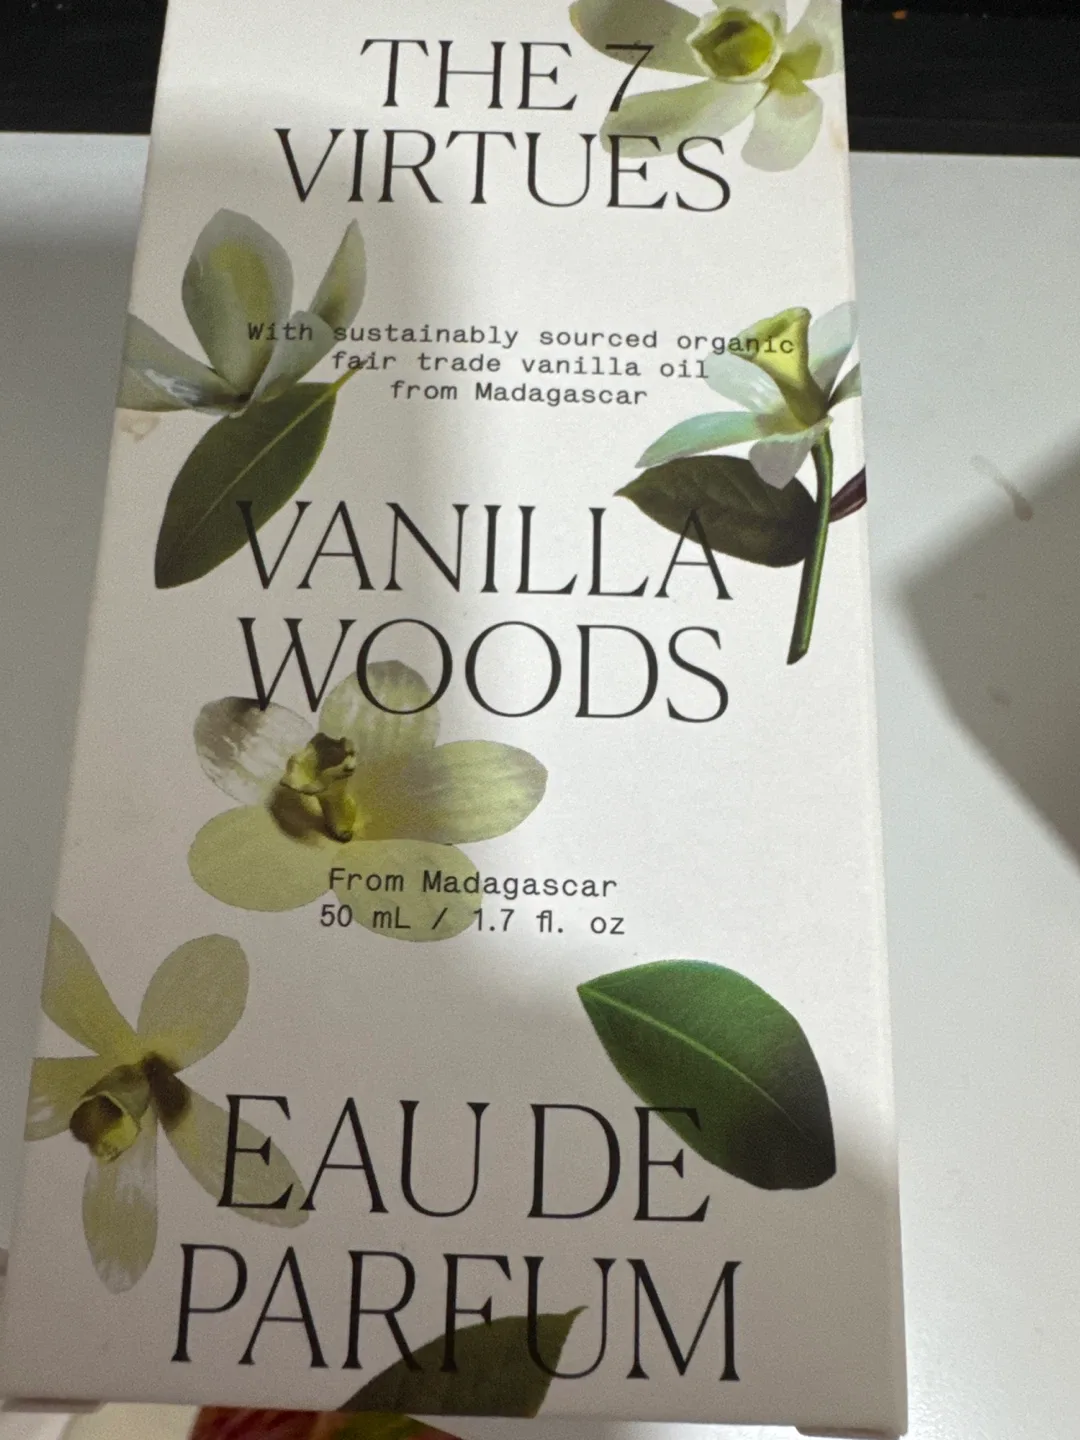 THE 7
VIRTUES
With sustainably sourced organic
fair trade vanilla oil
from Madagascar
VANILLA
WOODS
From Madagascar
50 mL / 1.7 fl. oz
EAU DE
PARFUM